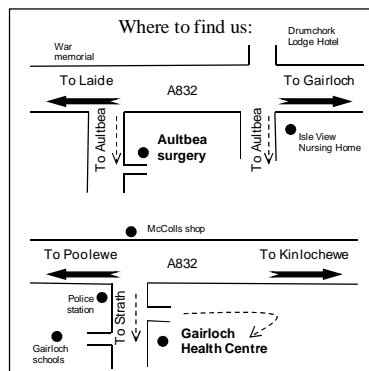 Where to find us:
Drumchork
Lodge Hotel
War
memorial
To Laide
A832
To Gairloch
To Aultbea
Aultbea
surgery
To Aultbea
Isle View
Nursing Home
McColls shop
To Poolewe
A832
To Kinlochewe
Police
station
To Strath
Gairloch
schools
Gairloch
Health Centre